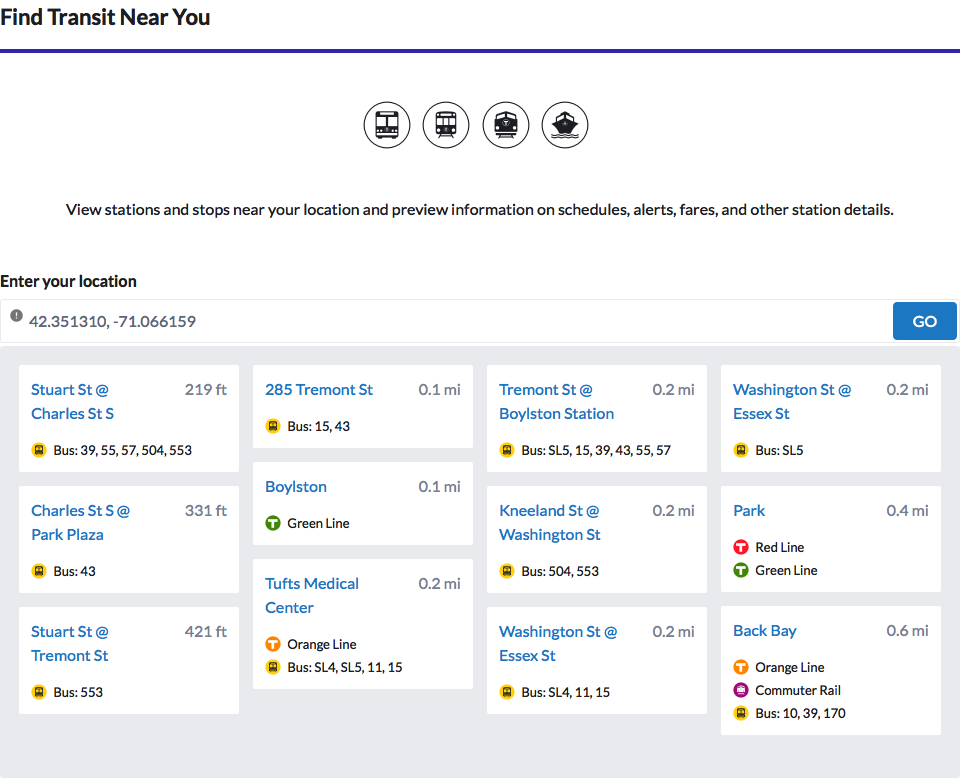 Find Transit Near You
View stations and stops near your location and preview information on schedules, alerts, fares, and other station details.
Enter your location
42.351310, -71.066159
GO
Stuart St @ 219 ft
Charles St S
Bus: 39, 55, 57, 504, 553
Charles St S @ 331 ft
Park Plaza
Bus: 43
Stuart St @ 421 ft
Tremont St
Bus: 553
285 Tremont St 0.1 mi
Bus: 15, 43
Boylston 0.1 mi
T Green Line
Tufts Medical 0.2 mi
Center
T Orange Line
Bus: SL4, SL5, 11, 15
Tremont St @ 0.2 mi
Boylston Station
Bus: SL5, 15, 39, 43, 55, 57
Kneeland St @ 0.2 mi
Washington St
Bus: 504, 553
Washington St @ 0.2 mi
Essex St
Bus: SL4, 11, 15
Washington St @ 0.2 mi
Essex St
Bus: SL5
Park 0.4 mi
T Red Line
T Green Line
Back Bay 0.6 mi
T Orange Line
Commuter Rail
Bus: 10, 39, 170